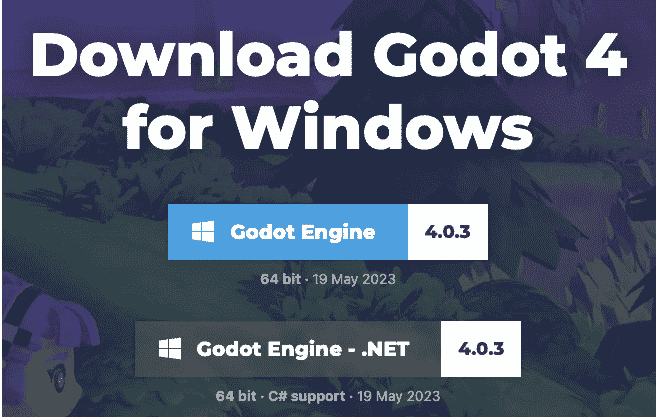 Download Godot 4
for Windows
Godot Engine 4.0.3
64 bit · 19 May 2023
Godot Engine - .NET 4.0.3
64 bit · C# support · 19 May 2023